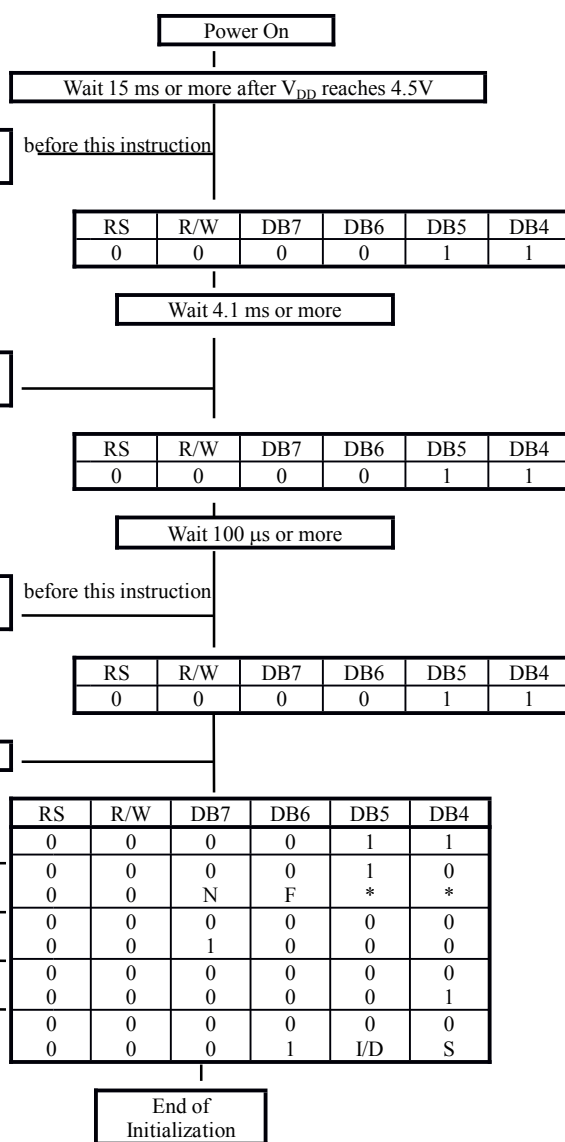 Power On
Wait 15 ms or more after VDD reaches 4.5V
before this instruction
RS R/W DB7 DB6 DB5 DB4
0 0 0 0 1 1
Wait 4.1 ms or more
RS R/W DB7 DB6 DB5 DB4
0 0 0 0 1 1
Wait 100 μs or more
before this instruction
RS R/W DB7 DB6 DB5 DB4
0 0 0 0 1 1
RS R/W DB7 DB6 DB5 DB4
0 0 0 0 1 1
0 0 0 0 1 0
0 0 N F * *
0 0 0 0 0 0
0 0 1 0 0 0
0 0 0 0 0 0
0 0 0 0 0 1
0 0 0 0 0 0
0 0 0 1 I/D S
End of
Initialization